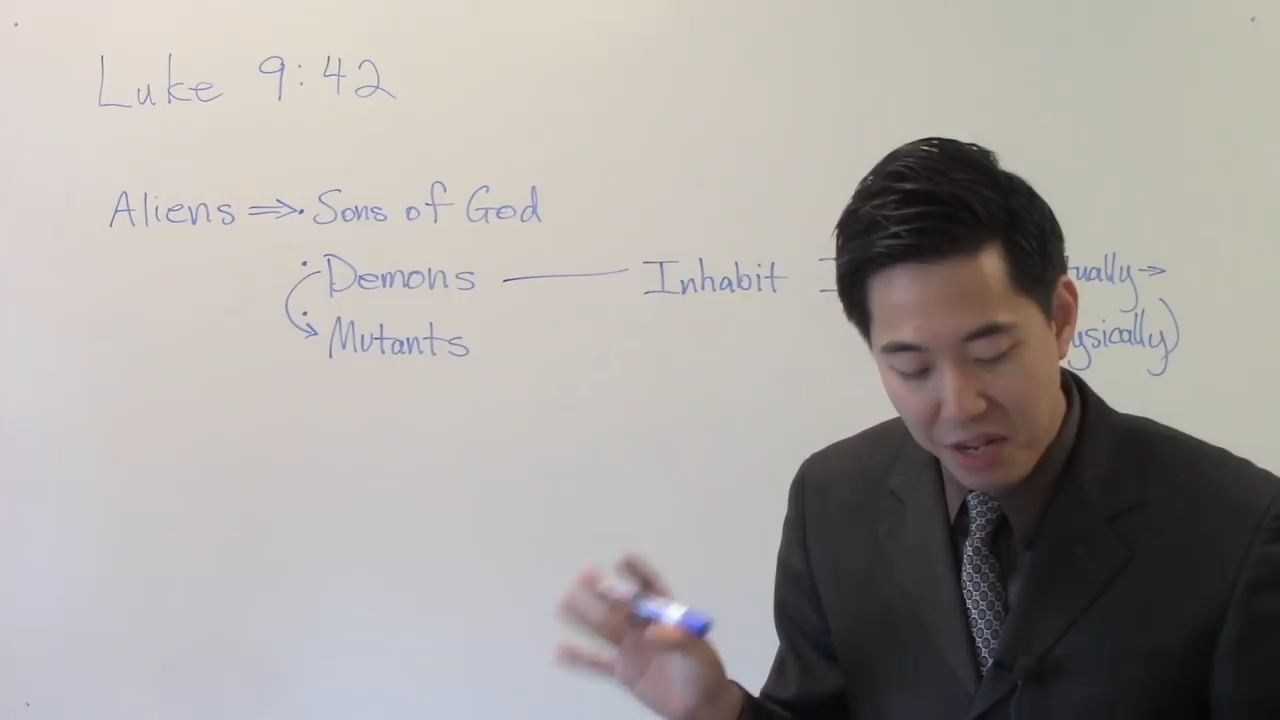 Luke 9:42
Aliens ⇒ • Sons of God
• Demons — Inhabit
• Mutants